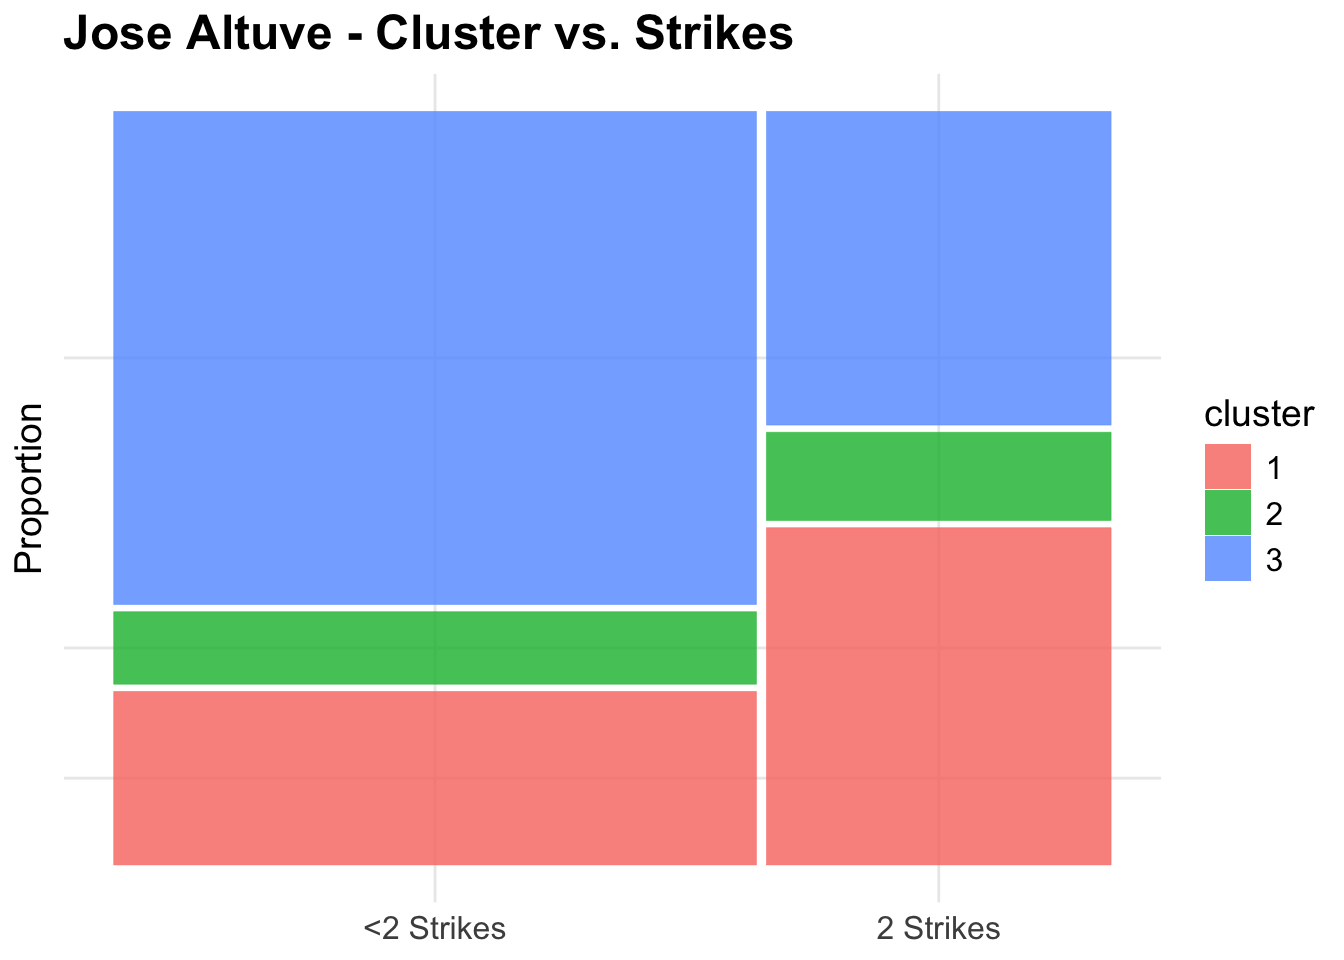 Jose Altuve - Cluster vs. Strikes
Proportion
cluster
1
2
3
<2 Strikes
2 Strikes